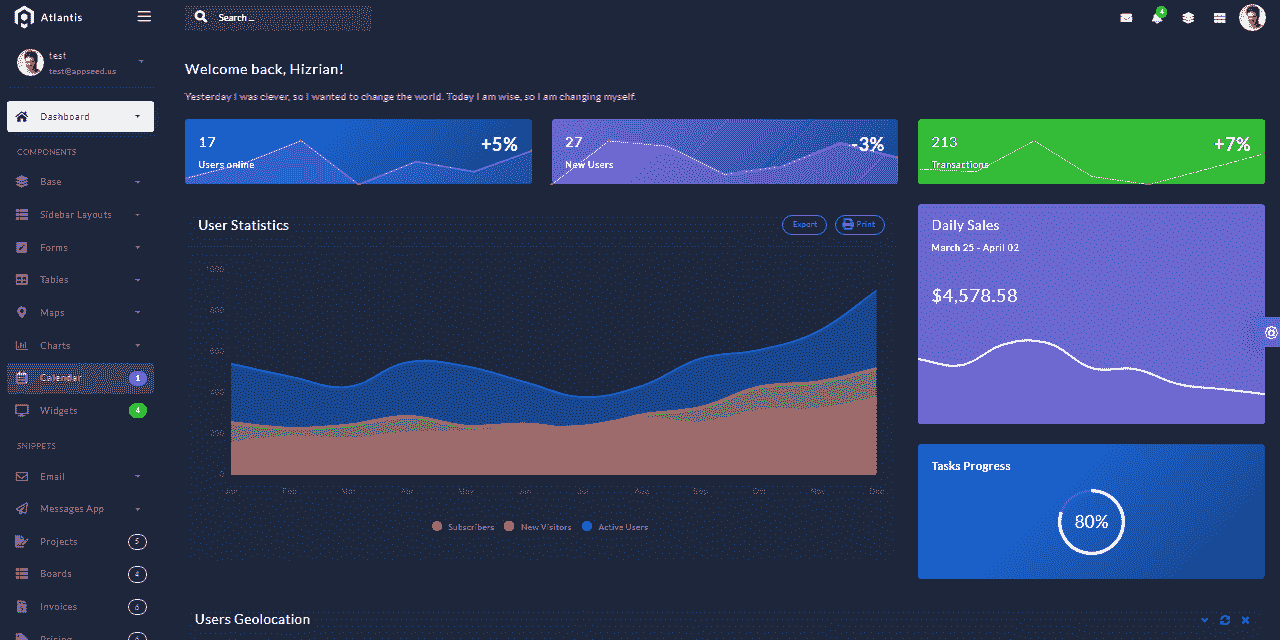 Atlantis
Search ...
4
test
test@appseed.us
Dashboard
COMPONENTS
Base
Sidebar Layouts
Forms
Tables
Maps
Charts
Calendar
1
Widgets
4
SNIPPETS
Email
Messages App
Projects
5
Boards
4
Invoices
6
Pricing
6
Welcome back, Hizrian!
Yesterday I was clever, so I wanted to change the world. Today I am wise, so I am changing myself.
17
+5%
Users online
27
-3%
New Users
213
+7%
Transactions
User Statistics
Export
Print
1000
800
600
400
200
0
Jan Feb Mar Apr May Jun Jul Aug Sep Oct Nov Dec
Subscribers New Visitors Active Users
Daily Sales
March 25 - April 02
$4,578.58
Tasks Progress
80%
Users Geolocation